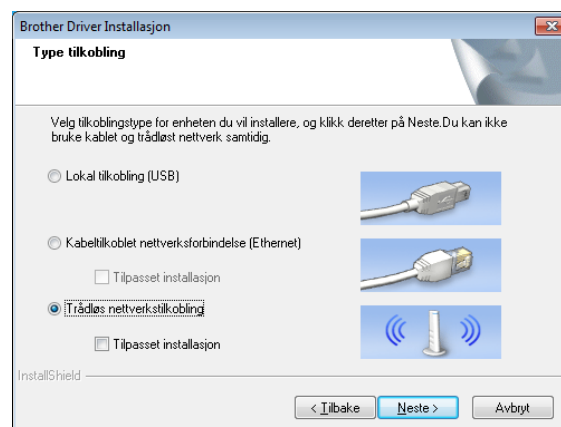 Brother Driver Installasjon
Type tilkobling
Velg tilkoblingstype for enheten du vil installere, og klikk deretter på Neste.Du kan ikke
bruke kablet og trådløst nettverk samtidig.
Lokal tilkobling (USB)
Kabeltilkoblet nettverksforbindelse (Ethernet)
Tilpasset installasjon
Trådløs nettverkstilkobling
Tilpasset installasjon
InstallShield
< Tilbake
Neste >
Avbryt